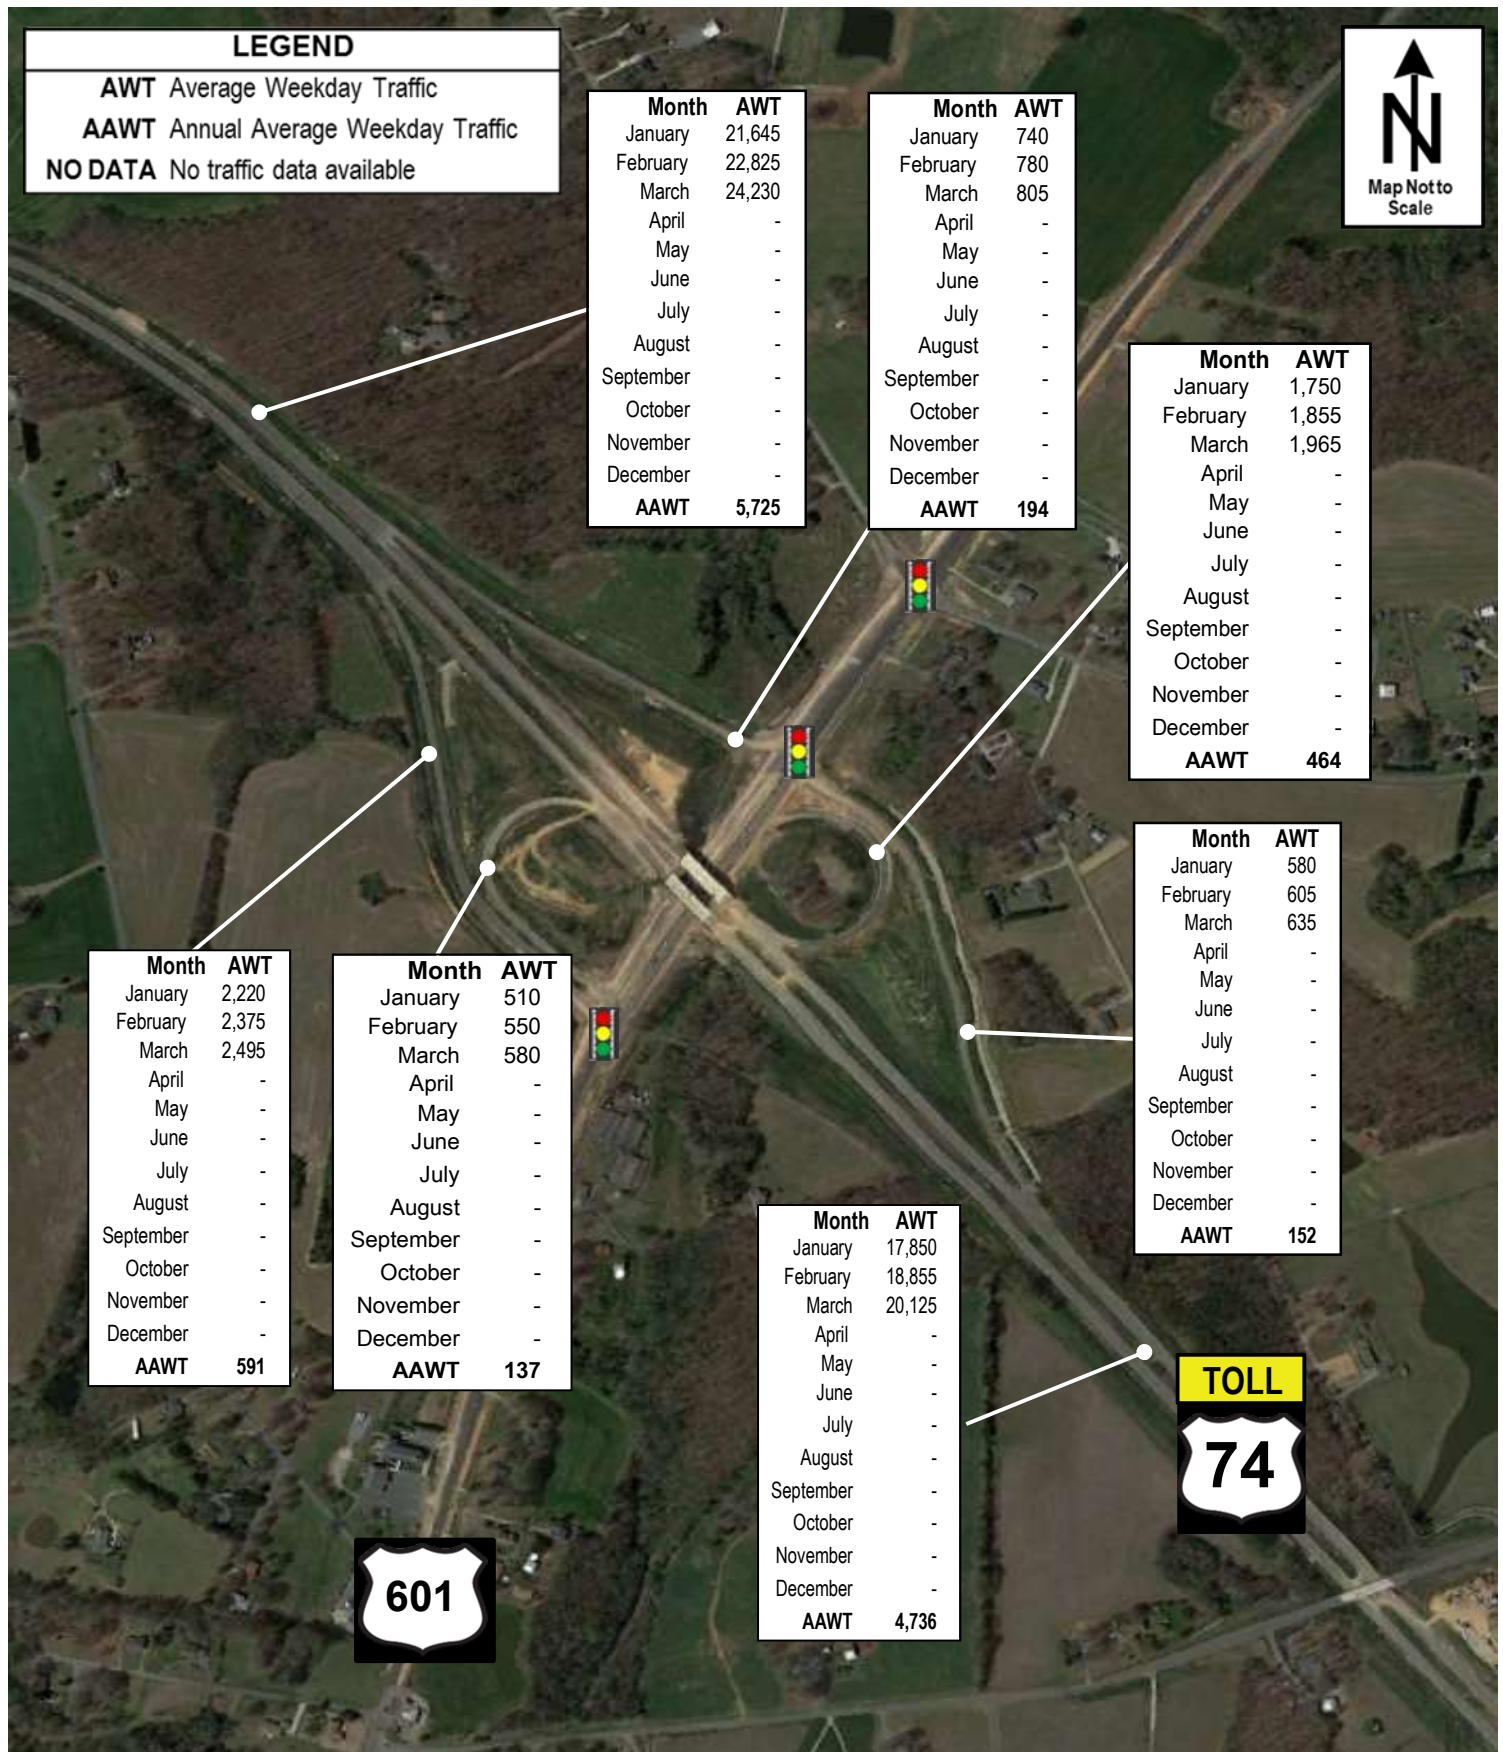 LEGEND
AWT Average Weekday Traffic
AAWT Annual Average Weekday Traffic
NO DATA No traffic data available
N
Map Not to
Scale
Month AWT
January 21,645
February 22,825
March 24,230
April -
May -
June -
July -
August -
September -
October -
November -
December -
AAWT 5,725
Month AWT
January 740
February 780
March 805
April -
May -
June -
July -
August -
September -
October -
November -
December -
AAWT 194
Month AWT
January 1,750
February 1,855
March 1,965
April -
May -
June -
July -
August -
September -
October -
November -
December -
AAWT 464
Month AWT
January 580
February 605
March 635
April -
May -
June -
July -
August -
September -
October -
November -
December -
AAWT 152
Month AWT
January 2,220
February 2,375
March 2,495
April -
May -
June -
July -
August -
September -
October -
November -
December -
AAWT 591
Month AWT
January 510
February 550
March 580
April -
May -
June -
July -
August -
September -
October -
November -
December -
AAWT 137
Month AWT
January 17,850
February 18,855
March 20,125
April -
May -
June -
July -
August -
September -
October -
November -
December -
AAWT 4,736
TOLL
74
601